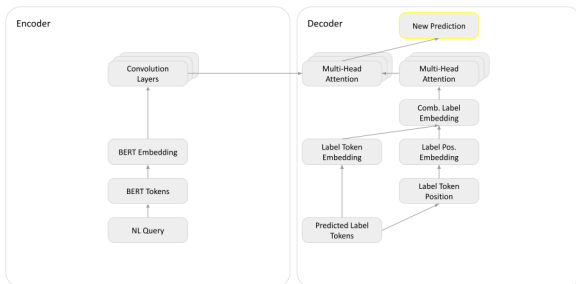 Encoder
Decoder
New Prediction
Convolution
Layers
Multi-Head
Attention
Multi-Head
Attention
Comb. Label
Embedding
BERT Embedding
Label Token
Embedding
Label Pos.
Embedding
BERT Tokens
Label Token
Position
NL Query
Predicted Label
Tokens